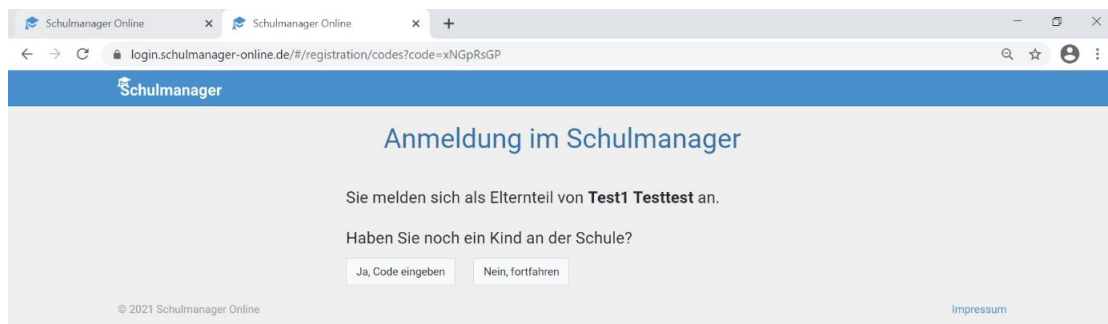 Schulmanager Online
Schulmanager Online
login.schulmanager-online.de/#/registration/codes?code=xNGpRsGP
Schulmanager
Anmeldung im Schulmanager
Sie melden sich als Elternteil von Test1 Testtest an.
Haben Sie noch ein Kind an der Schule?
Ja, Code eingeben Nein, fortfahren
© 2021 Schulmanager Online Impressum